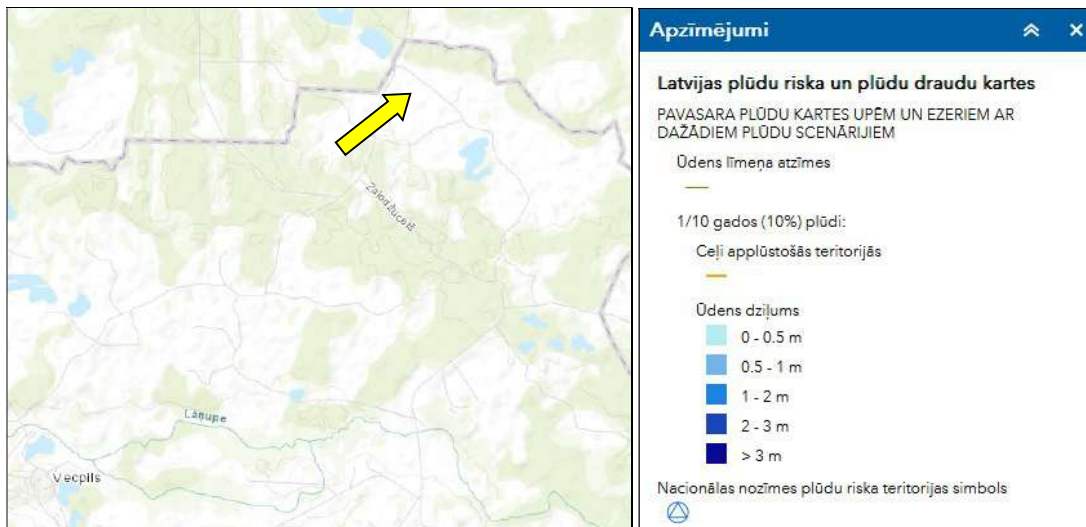 Zaļodžuceiš
Lāņupe
Vecpils
Apzīmējumi
Latvijas plūdu riska un plūdu draudu kartes
PAVASARA PLŪDU KARTES UPĒM UN EZERIEM AR
DAŽĀDIEM PLŪDU SCENĀRIJIEM
Ūdens līmeņa atzīmes
1/10 gados (10%) plūdi:
Ceļi applūstošās teritorijās
Ūdens dziļums
0 - 0.5 m
0.5 - 1 m
1 - 2 m
2 - 3 m
> 3 m
Nacionālas nozīmes plūdu riska teritorijas simbols